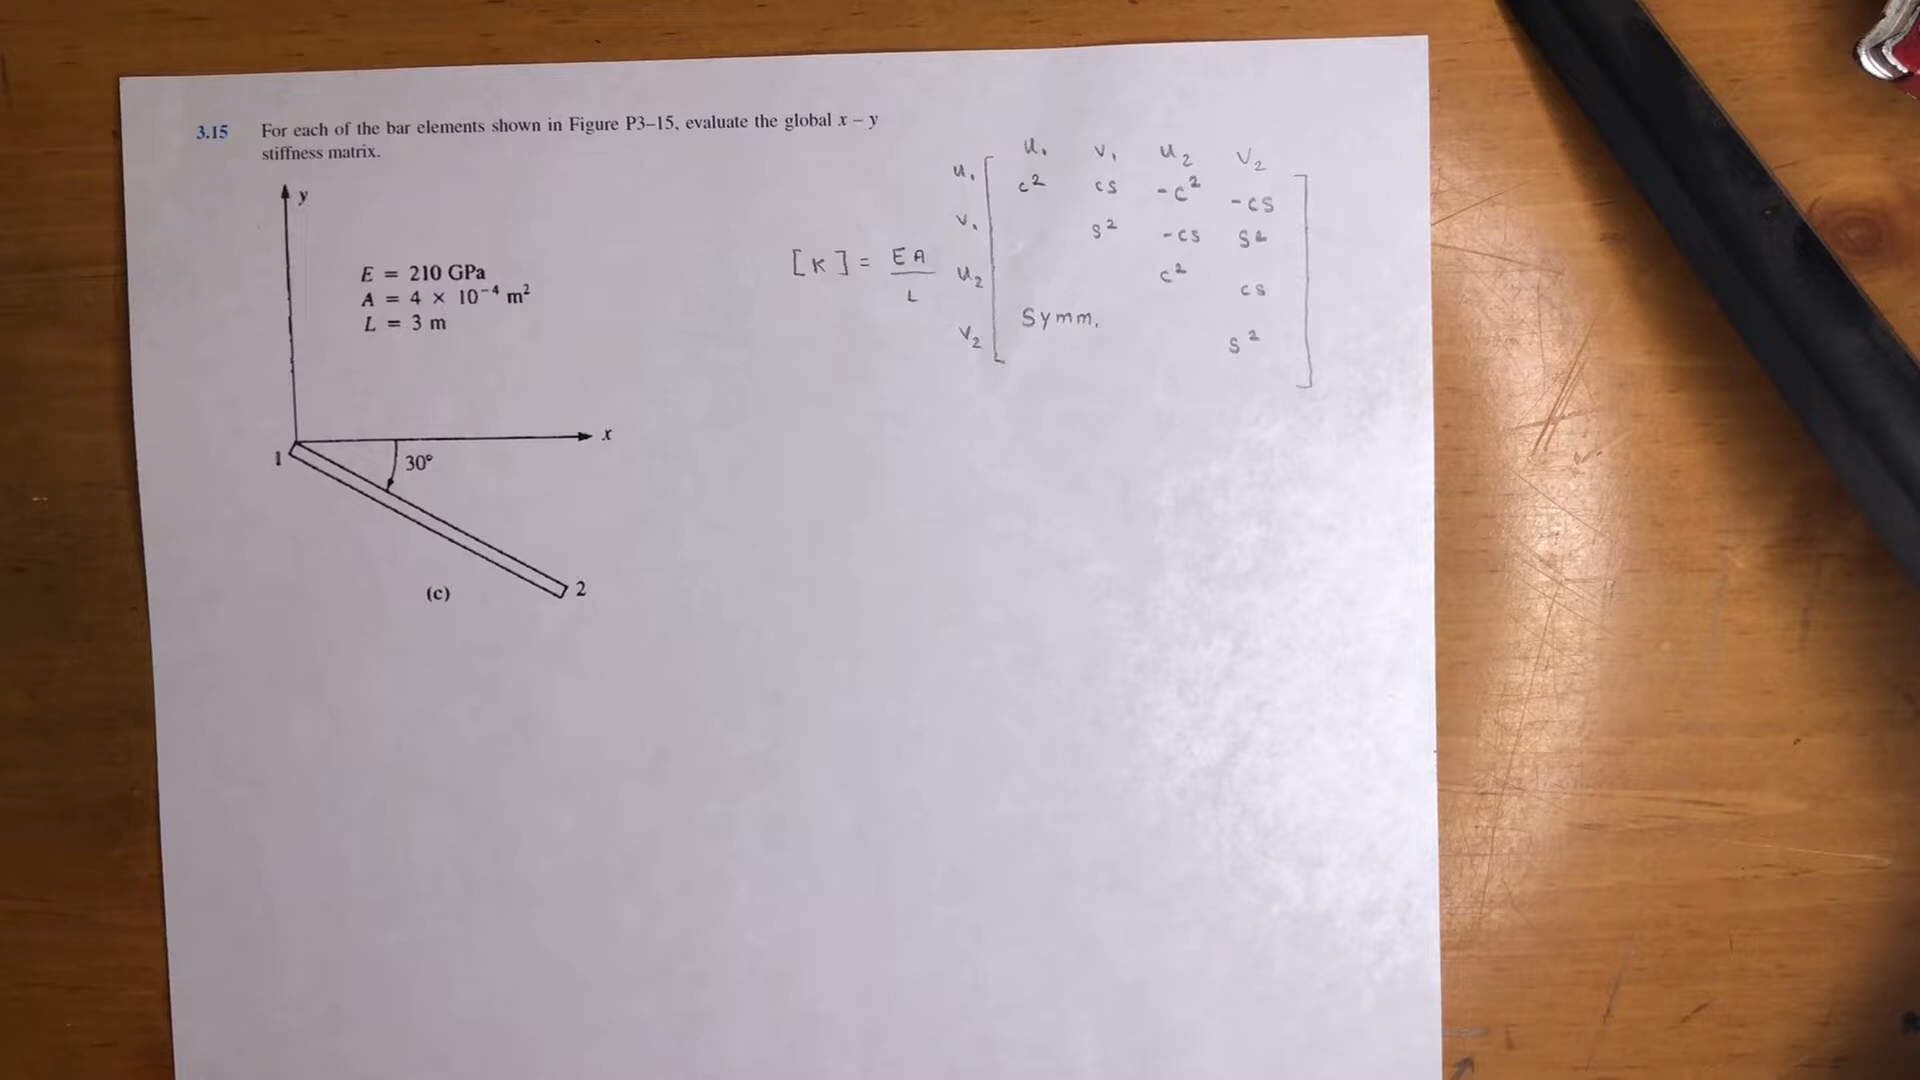 3.15 For each of the bar elements shown in Figure P3–15, evaluate the global x – y
stiffness matrix.
y
E = 210 GPa
A = 4 × 10⁻⁴ m²
L = 3 m
x
1
30°
2
(c)
u₁ v₁ u₂ v₂
u₁ c² cs -c² -cs
v₁ s² -cs s²
[K] = EA
L
u₂ c² cs
Symm.
v₂ s²